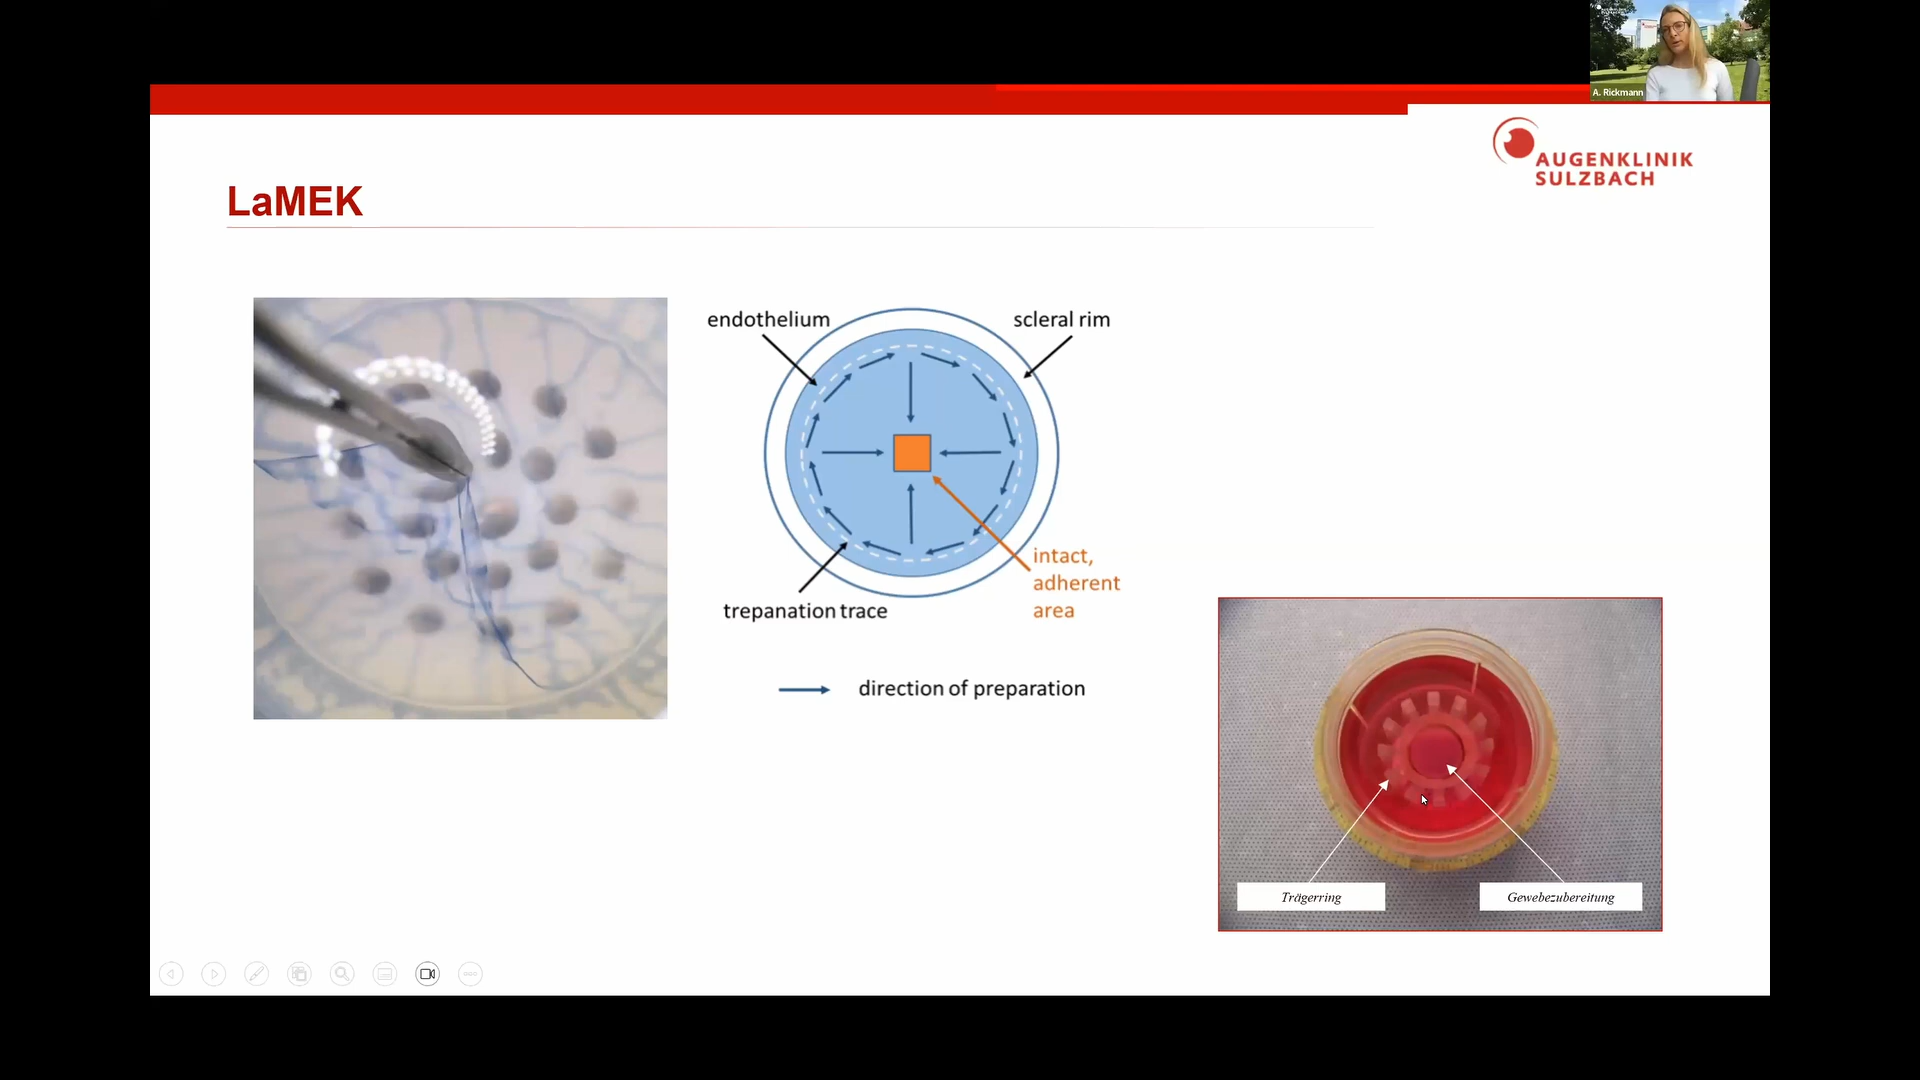 A. Rickmann
AUGENKLINIK
SULZBACH
LaMEK
endothelium
scleral rim
intact,
adherent
area
trepanation trace
direction of preparation
Trägerring
Gewebezubereitung